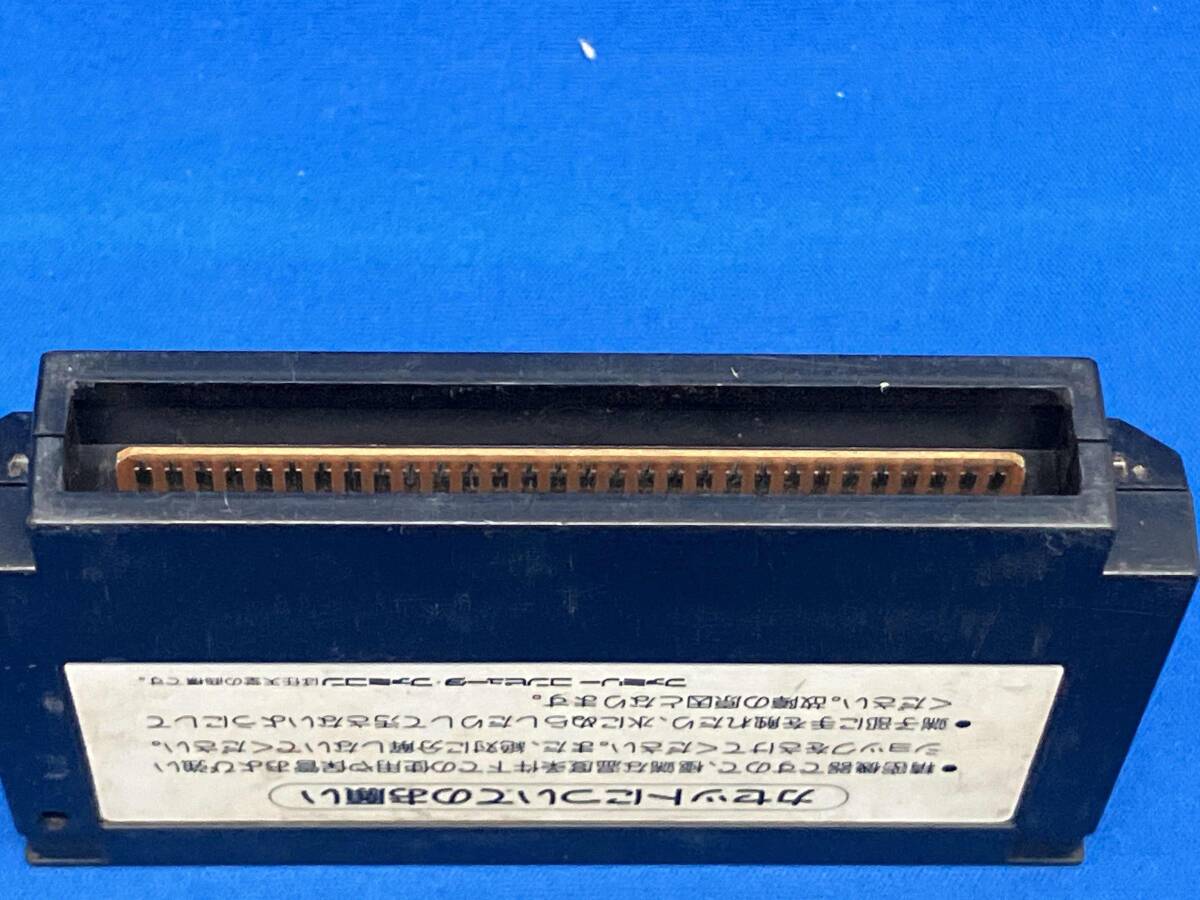 カセットについてのお願い
● 精密機器ですので、極端な温度条件下での使用や保管および強い
ショックをさけてください。また、絶対に分解しないでください。
● 端子部に手を触れたり、水にぬらしたりして汚さないようにして
ください。故障の原因となります。
ファミリーコンピュータ・ファミコンは任天堂の商標です。